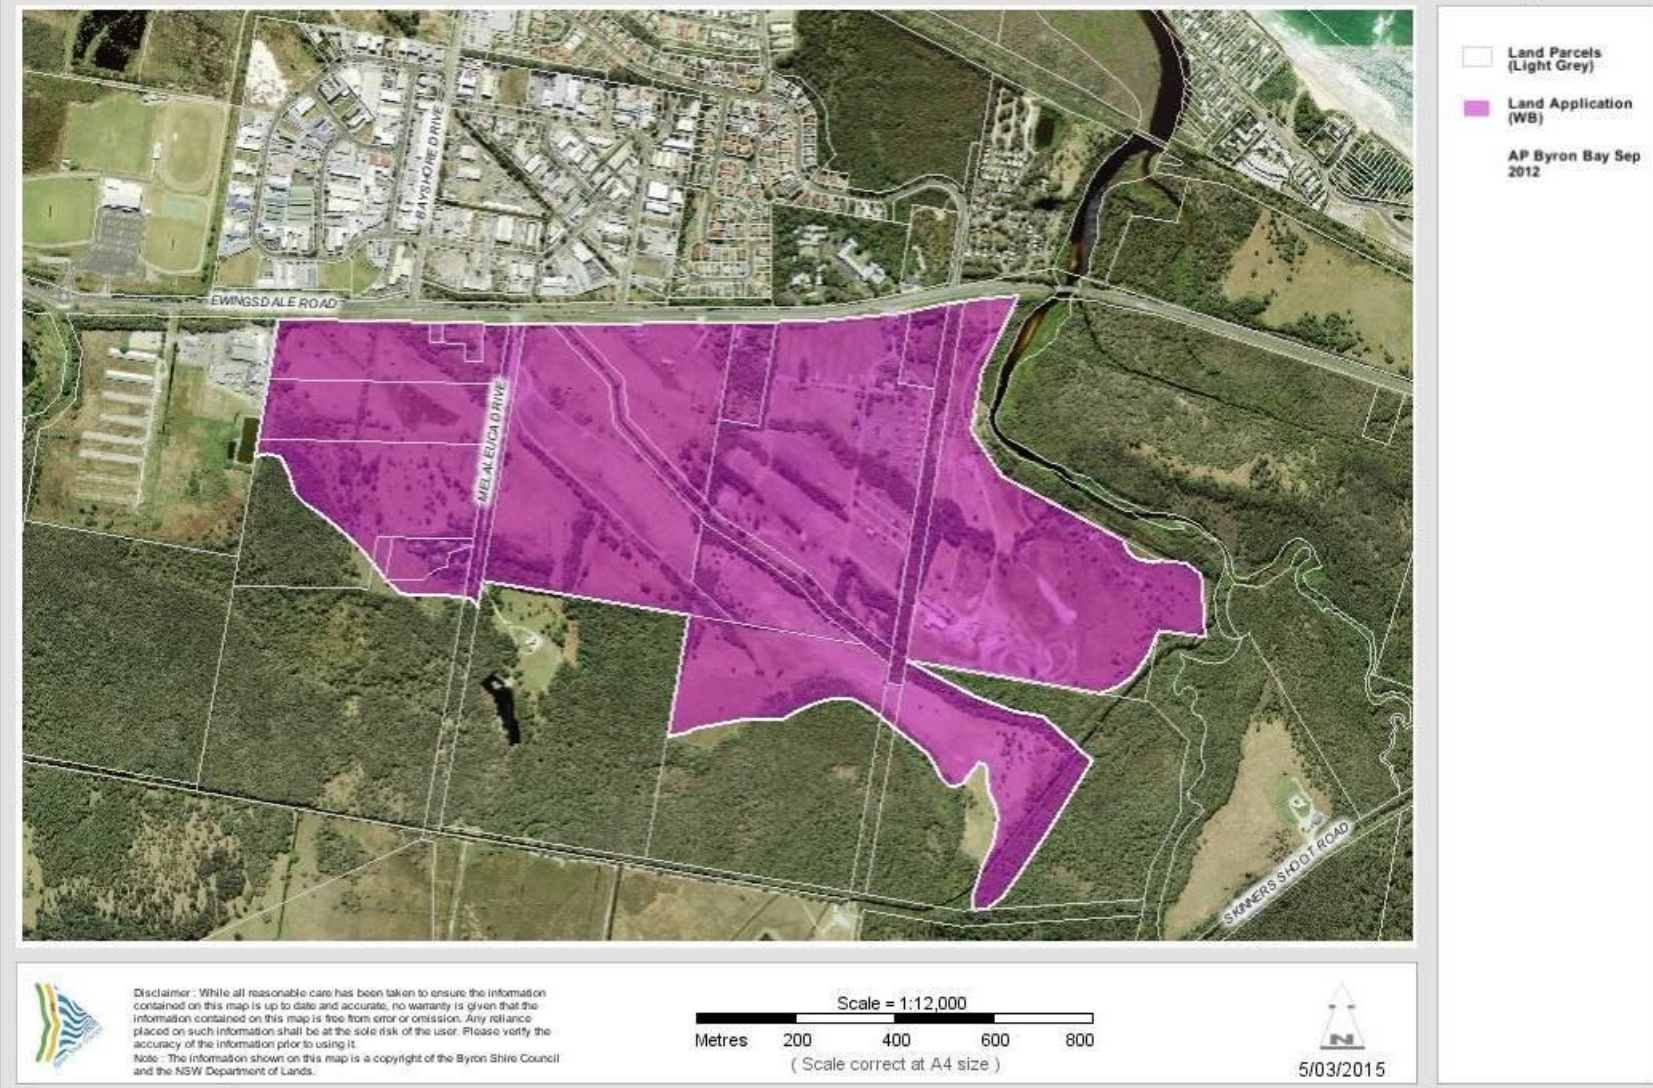 Land Parcels
(Light Grey)
Land Application
(WB)
AP Byron Bay Sep
2012
BAYSHORE DRIVE
EWINGSDALE ROAD
MELALEUCA DRIVE
SKINNERS SHOOT ROAD
Disclaimer : While all reasonable care has been taken to ensure the information
contained on this map is up to date and accurate, no warranty is given that the
information contained on this map is free from error or omission. Any reliance
placed on such information shall be at the sole risk of the user. Please verify the
accuracy of the information prior to using it.
Note : The information shown on this map is a copyright of the Byron Shire Council
and the NSW Department of Lands.
Scale = 1:12,000
Metres 200 400 600 800
( Scale correct at A4 size )
N
5/03/2015